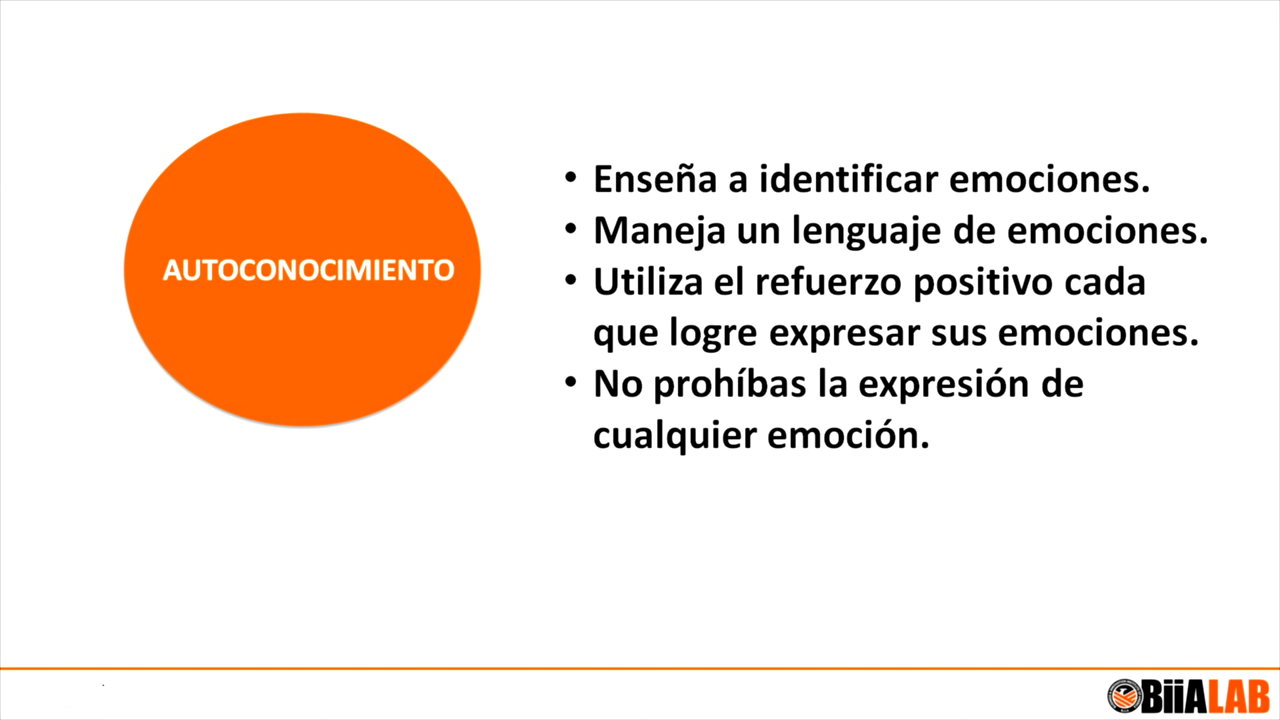 AUTOCONOCIMIENTO
• Enseña a identificar emociones.
• Maneja un lenguaje de emociones.
• Utiliza el refuerzo positivo cada
que logre expresar sus emociones.
• No prohíbas la expresión de
cualquier emoción.
BiiALAB